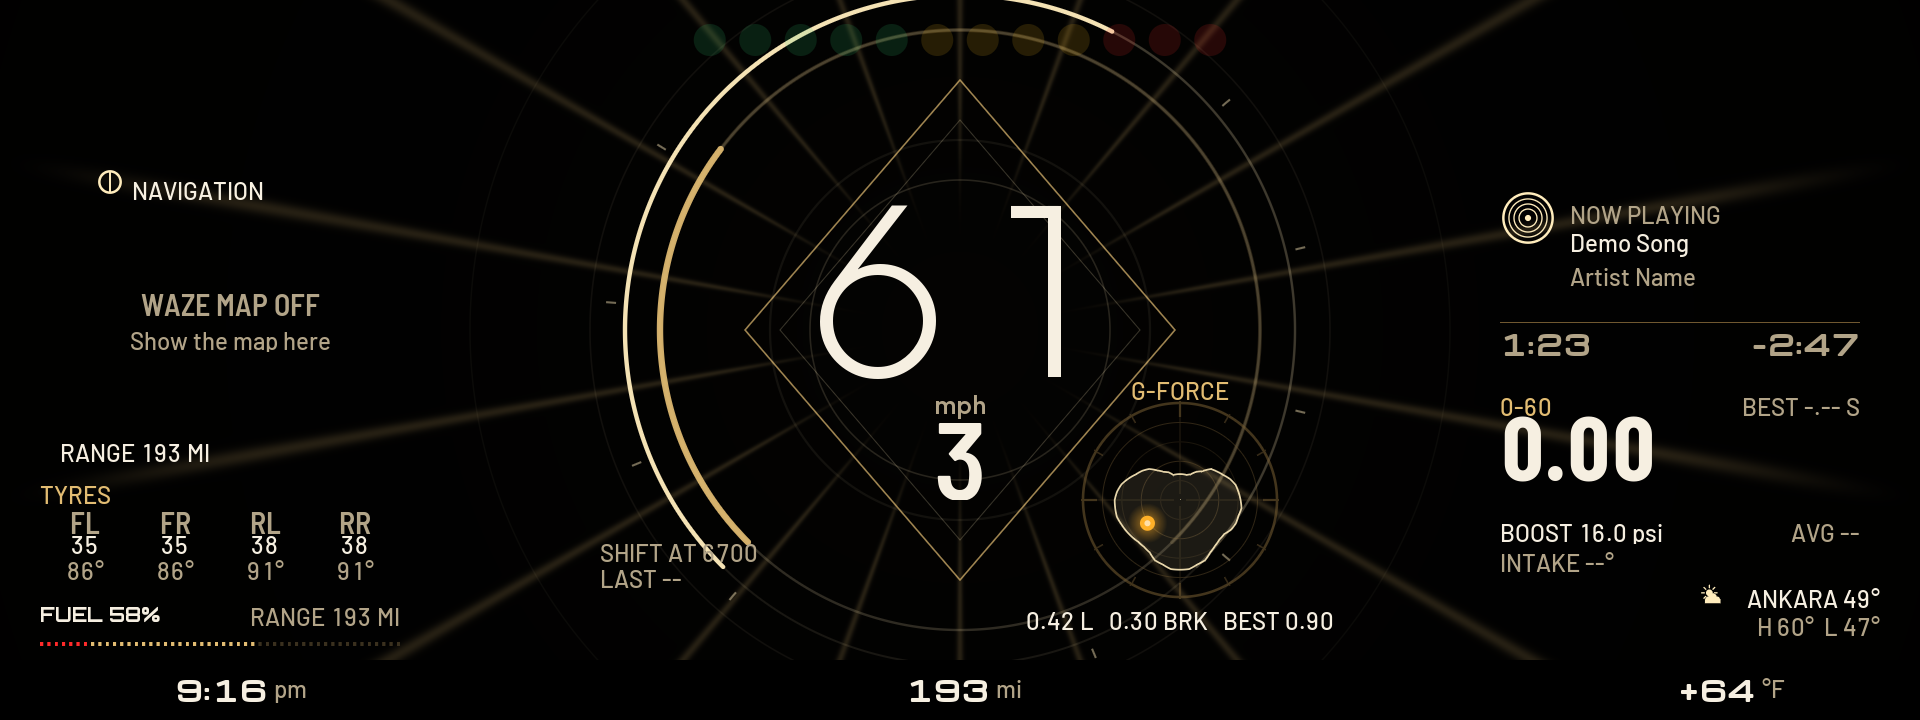 NAVIGATION
WAZE MAP OFF
Show the map here
RANGE 193 MI
TYRES
FL FR RL RR
35 35 38 38
86° 86° 91° 91°
FUEL 58% RANGE 193 MI
9:16 pm
61
mph
3
SHIFT AT 6700
LAST --
G-FORCE
0.42 L 0.30 BRK BEST 0.90
193 mi
NOW PLAYING
Demo Song
Artist Name
1:23 -2:47
0-60 BEST -.-- S
0.00
BOOST 16.0 psi AVG --
INTAKE --°
ANKARA 49°
H 60° L 47°
+64 °F